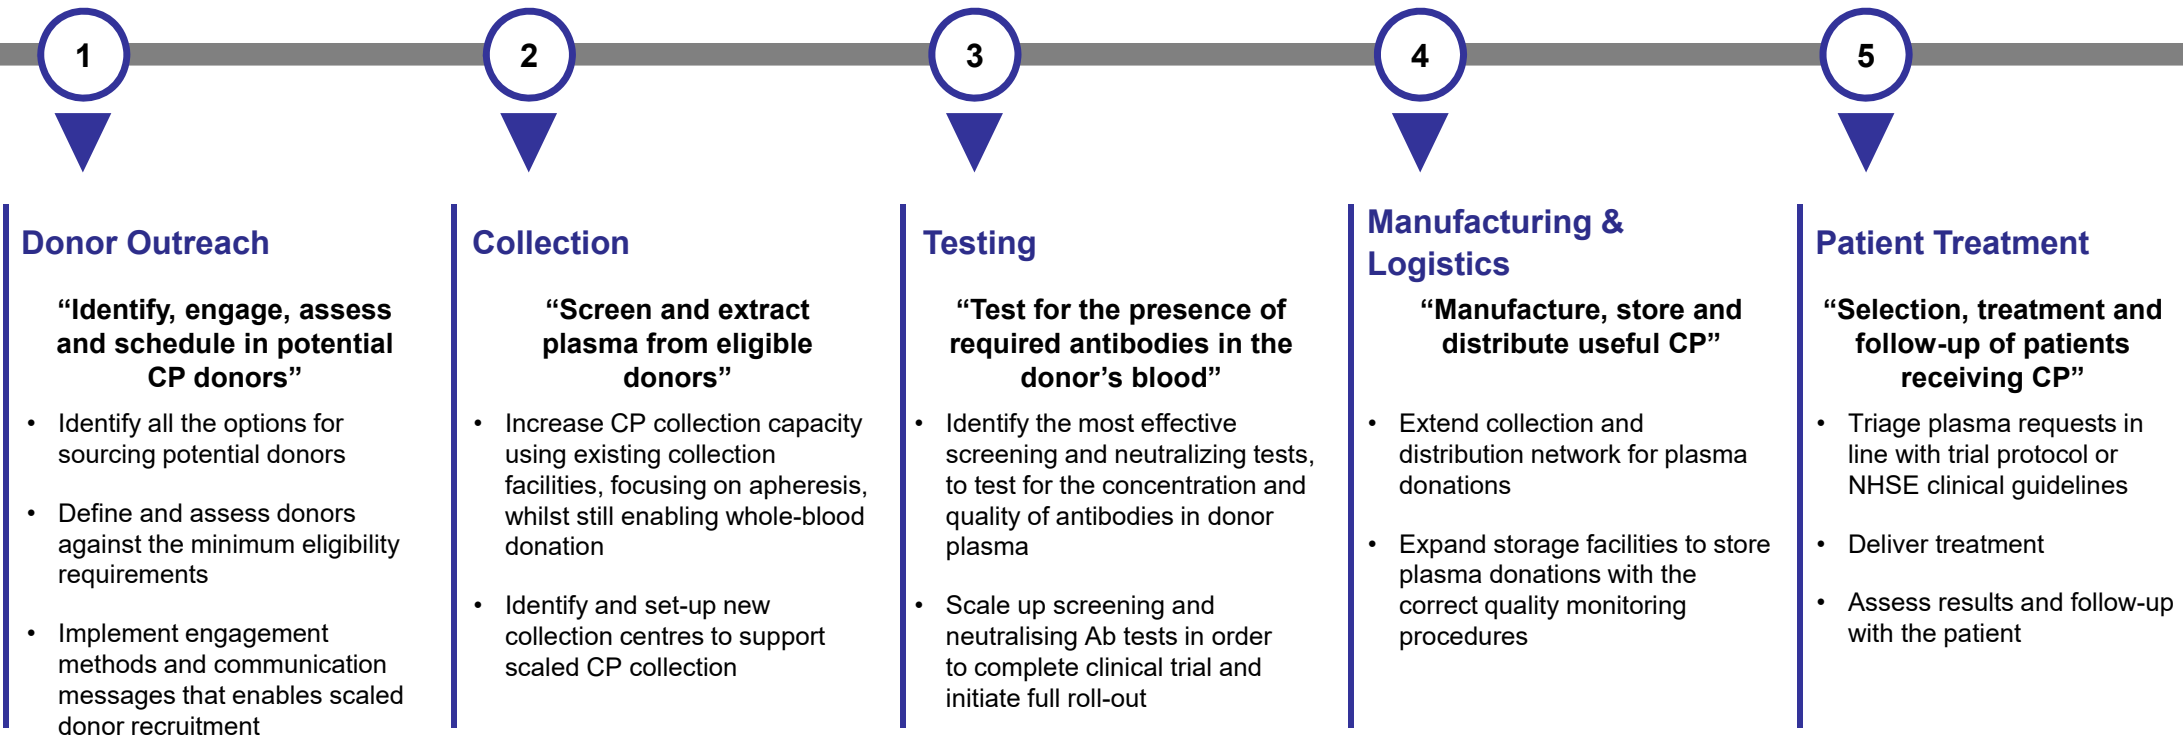 1
2
3
4
5
Donor Outreach
“Identify, engage, assess
and schedule in potential
CP donors”
• Identify all the options for
sourcing potential donors
• Define and assess donors
against the minimum eligibility
requirements
• Implement engagement
methods and communication
messages that enables scaled
donor recruitment
Collection
“Screen and extract
plasma from eligible
donors”
• Increase CP collection capacity
using existing collection
facilities, focusing on apheresis,
whilst still enabling whole-blood
donation
• Identify and set-up new
collection centres to support
scaled CP collection
Testing
“Test for the presence of
required antibodies in the
donor’s blood”
• Identify the most effective
screening and neutralizing tests,
to test for the concentration and
quality of antibodies in donor
plasma
• Scale up screening and
neutralising Ab tests in order
to complete clinical trial and
initiate full roll-out
Manufacturing &
Logistics
“Manufacture, store and
distribute useful CP”
• Extend collection and
distribution network for plasma
donations
• Expand storage facilities to store
plasma donations with the
correct quality monitoring
procedures
Patient Treatment
“Selection, treatment and
follow-up of patients
receiving CP”
• Triage plasma requests in
line with trial protocol or
NHSE clinical guidelines
• Deliver treatment
• Assess results and follow-up
with the patient